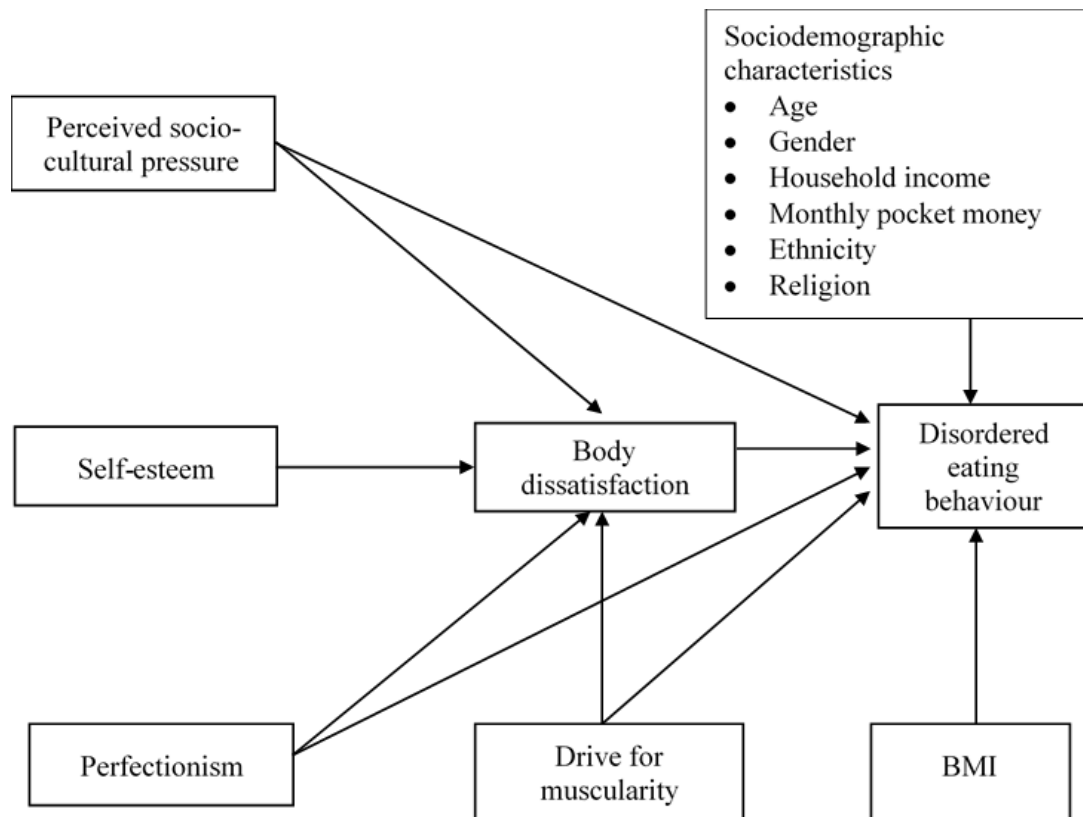 Sociodemographic
characteristics
• Age
• Gender
• Household income
• Monthly pocket money
• Ethnicity
• Religion
Perceived socio-
cultural pressure
Self-esteem
Body
dissatisfaction
Disordered
eating
behaviour
Perfectionism
Drive for
muscularity
BMI